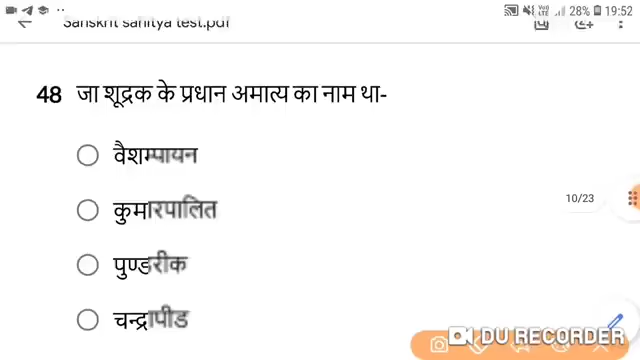 19:52
28%
Sanskrit sahitya test.pdf
48 जा शूद्रक के प्रधान अमात्य का नाम था-
वैशम्पायन
कुमारपालित
पुण्डरीक
चन्द्रापीड
10/23
DU RECORDER